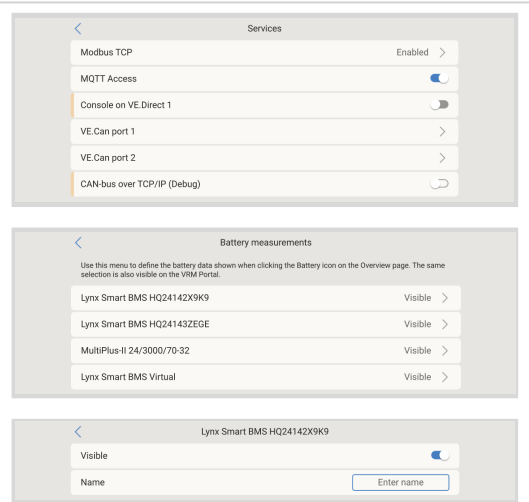 Services
Modbus TCP Enabled
MQTT Access
Console on VE.Direct 1
VE.Can port 1
VE.Can port 2
CAN-bus over TCP/IP (Debug)
Battery measurements
Use this menu to define the battery data shown when clicking the Battery icon on the Overview page. The same
selection is also visible on the VRM Portal.
Lynx Smart BMS HQ24142X9K9 Visible
Lynx Smart BMS HQ24143ZEGE Visible
MultiPlus-II 24/3000/70-32 Visible
Lynx Smart BMS Virtual Visible
Lynx Smart BMS HQ24142X9K9
Visible
Name Enter name